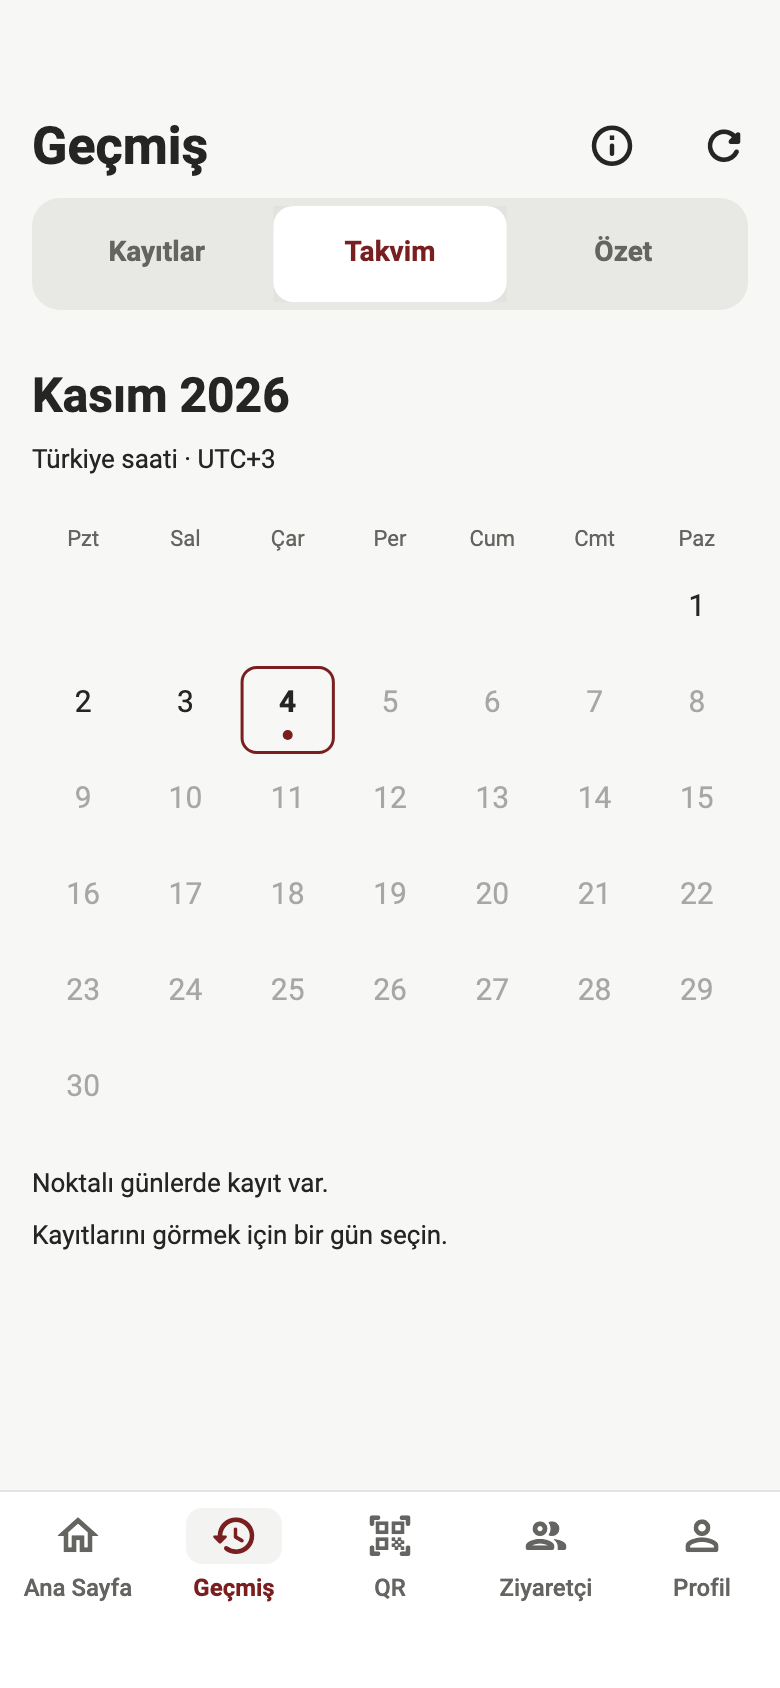 Geçmiş
Kayıtlar Takvim Özet
Kasım 2026
Türkiye saati · UTC+3
Pzt Sal Çar Per Cum Cmt Paz
1
2 3 4 5 6 7 8
9 10 11 12 13 14 15
16 17 18 19 20 21 22
23 24 25 26 27 28 29
30
Noktalı günlerde kayıt var.
Kayıtlarını görmek için bir gün seçin.
Ana Sayfa Geçmiş QR Ziyaretçi Profil